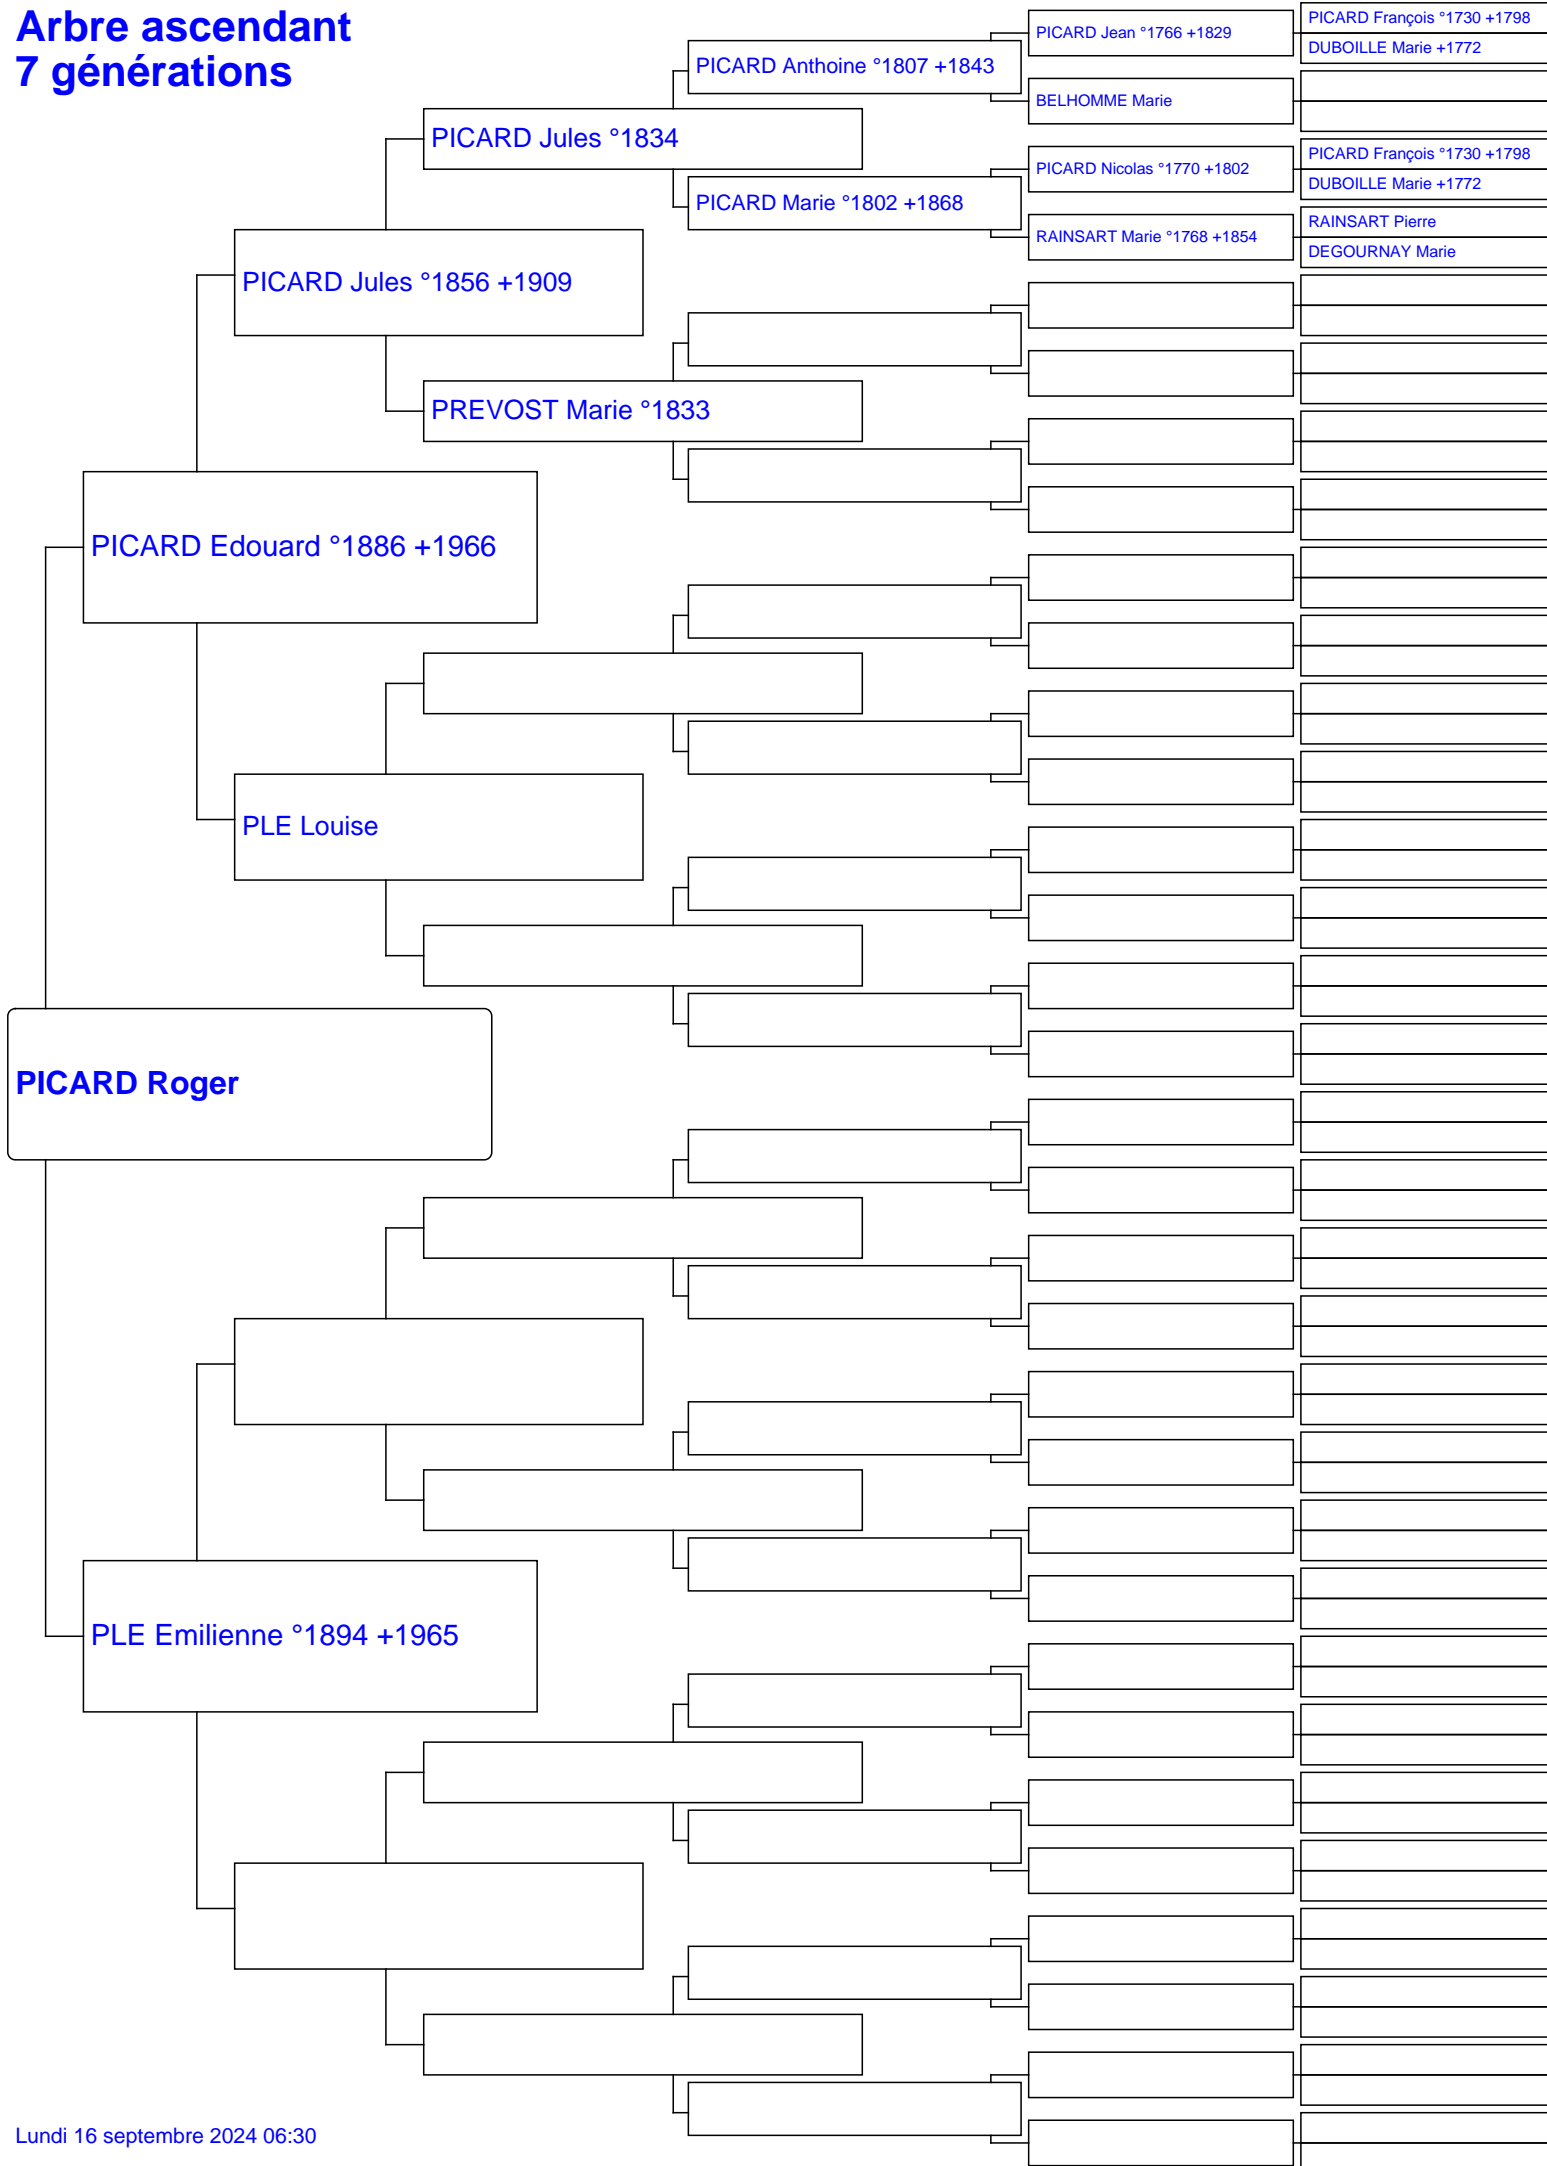 Arbre ascendant
7 générations
PICARD François °1730 +1798
PICARD Jean °1766 +1829
DUBOILLE Marie +1772
PICARD Anthoine °1807 +1843
BELHOMME Marie
PICARD Jules °1834
PICARD François °1730 +1798
PICARD Nicolas °1770 +1802
DUBOILLE Marie +1772
PICARD Marie °1802 +1868
RAINSART Pierre
RAINSART Marie °1768 +1854
DEGOURNAY Marie
PICARD Jules °1856 +1909
PREVOST Marie °1833
PICARD Edouard °1886 +1966
PLE Louise
PICARD Roger
PLE Emilienne °1894 +1965
Lundi 16 septembre 2024 06:30